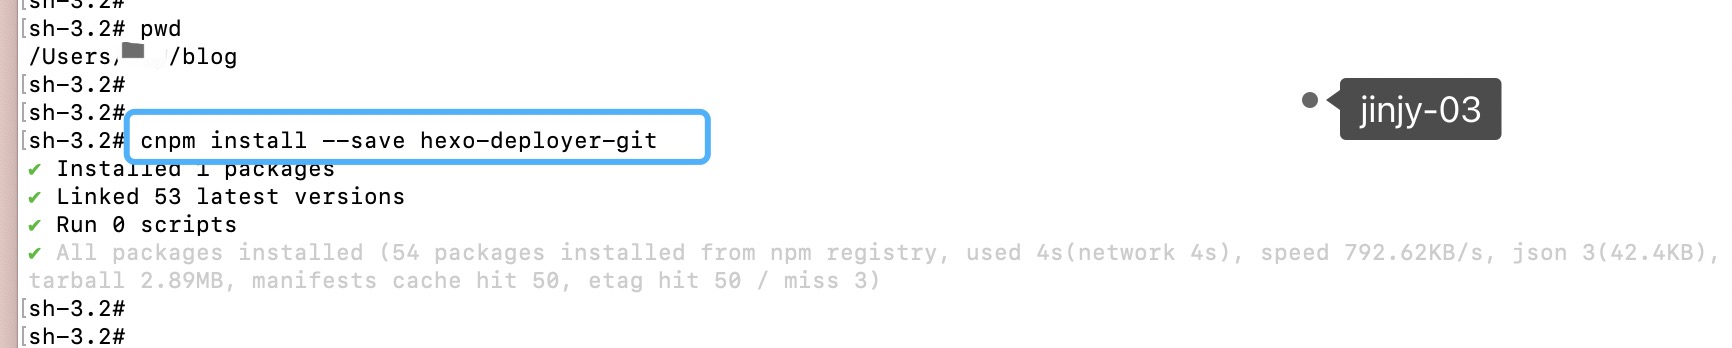 [sh-3.2#
[sh-3.2# pwd
/Users/ /blog
[sh-3.2#
[sh-3.2#
[sh-3.2# cnpm install --save hexo-deployer-git
✔ Installed 1 packages
✔ Linked 53 latest versions
✔ Run 0 scripts
✔ All packages installed (54 packages installed from npm registry, used 4s(network 4s), speed 792.62KB/s, json 3(42.4KB),
tarball 2.89MB, manifests cache hit 50, etag hit 50 / miss 3)
[sh-3.2#
[sh-3.2#
jinjy-03